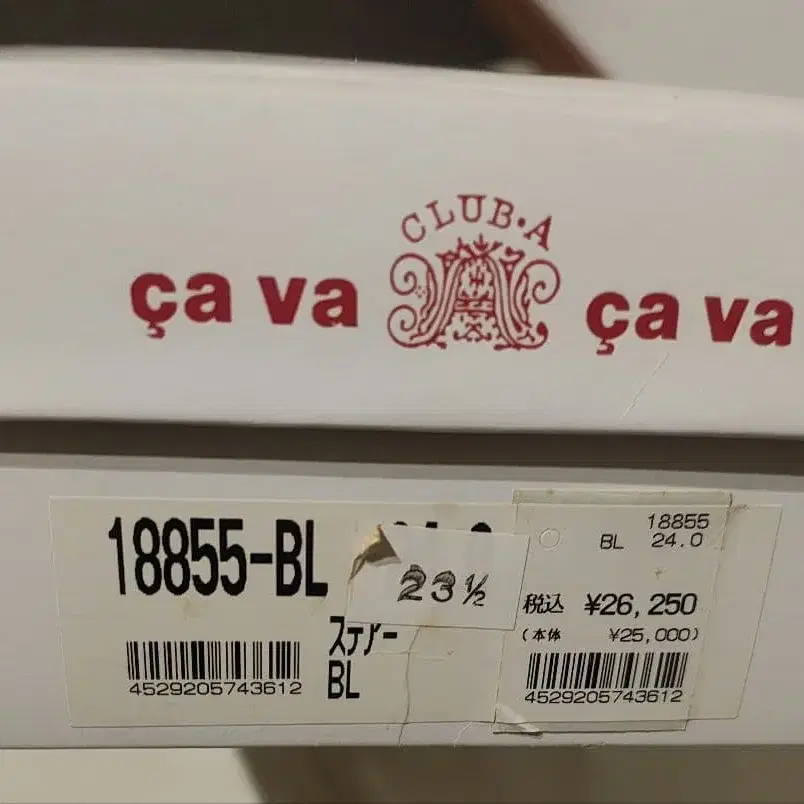 CLUB·A
ça va ça va
18855-BL
23½
ステアー
BL
4529205743612
18855
BL 24.0
税込 ¥26,250
(本体 ¥25,000)
4529205743612